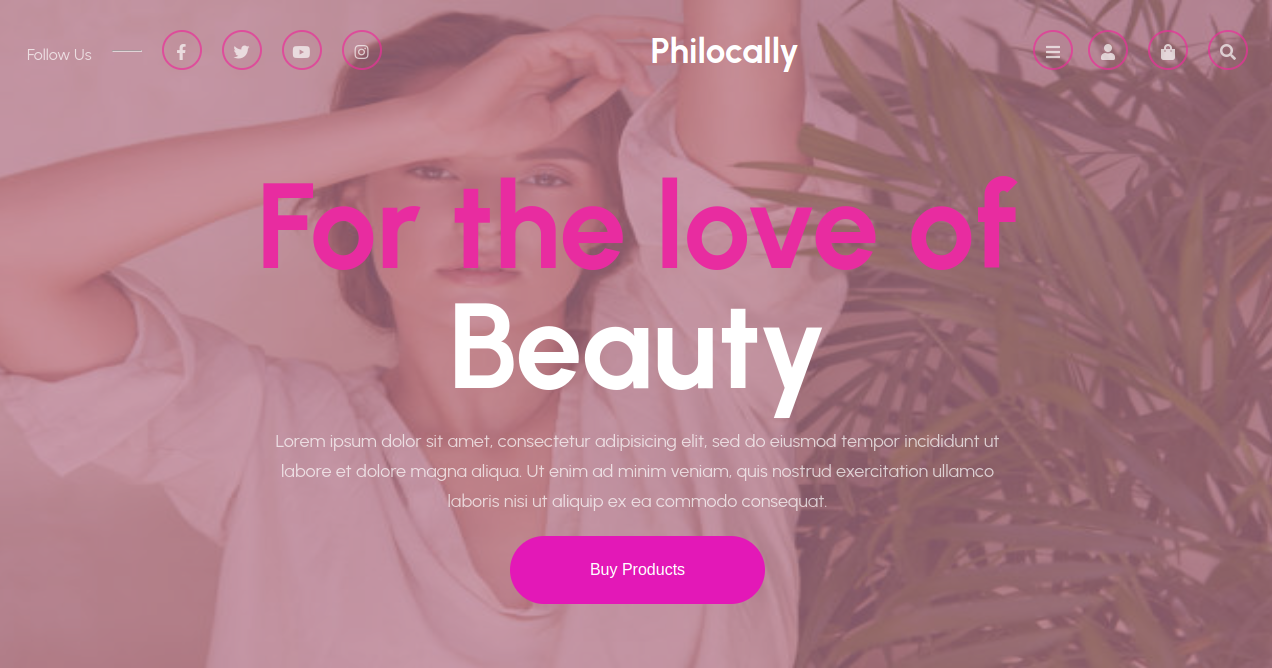 Follow Us
Philocally
For the love of
Beauty
Lorem ipsum dolor sit amet, consectetur adipisicing elit, sed do eiusmod tempor incididunt ut
labore et dolore magna aliqua. Ut enim ad minim veniam, quis nostrud exercitation ullamco
laboris nisi ut aliquip ex ea commodo consequat.
Buy Products